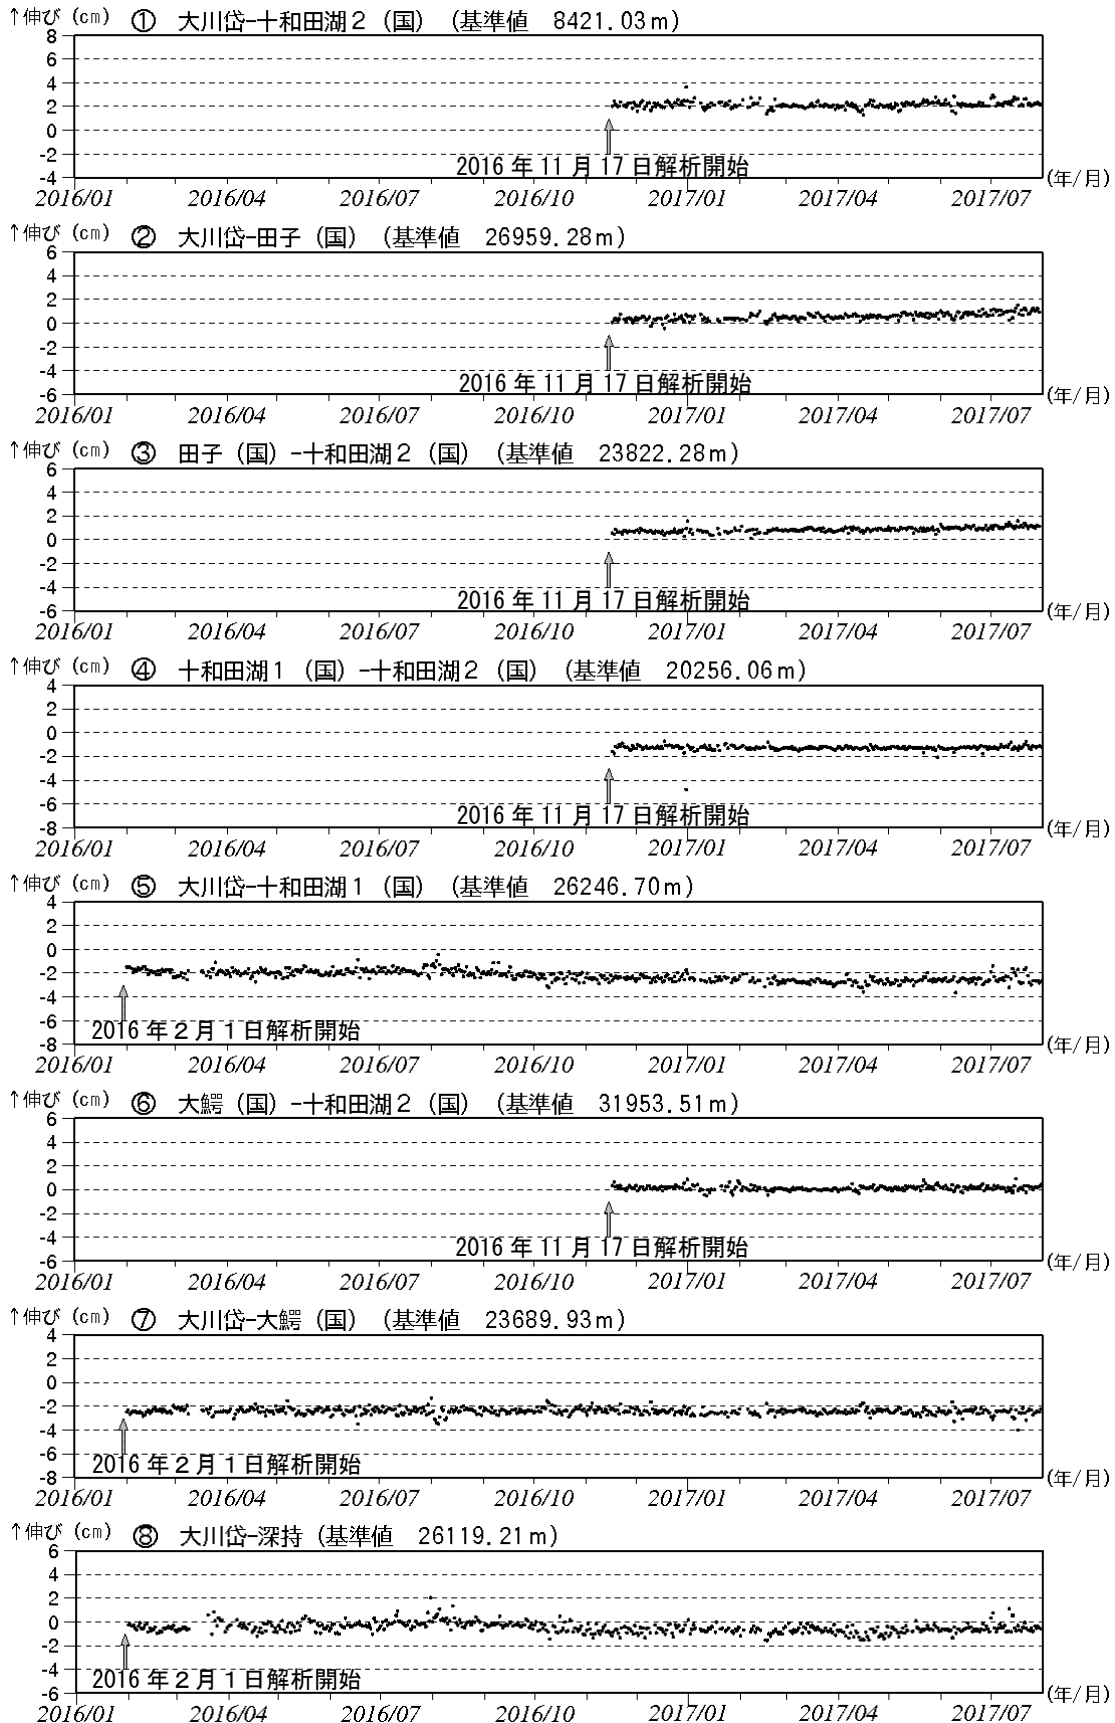 ↑伸び (cm) ① 大川岱-十和田湖２（国）（基準値 8421.03m）
8
6
4
2
0
-2
-4
2016年11月17日解析開始
2016/01 2016/04 2016/07 2016/10 2017/01 2017/04 2017/07 (年/月)
↑伸び (cm) ② 大川岱-田子（国）（基準値 26959.28m）
6
4
2
0
-2
-4
-6
2016年11月17日解析開始
2016/01 2016/04 2016/07 2016/10 2017/01 2017/04 2017/07 (年/月)
↑伸び (cm) ③ 田子（国）-十和田湖２（国）（基準値 23822.28m）
6
4
2
0
-2
-4
-6
2016年11月17日解析開始
2016/01 2016/04 2016/07 2016/10 2017/01 2017/04 2017/07 (年/月)
↑伸び (cm) ④ 十和田湖１（国）-十和田湖２（国）（基準値 20256.06m）
4
2
0
-2
-4
-6
-8
2016年11月17日解析開始
2016/01 2016/04 2016/07 2016/10 2017/01 2017/04 2017/07 (年/月)
↑伸び (cm) ⑤ 大川岱-十和田湖１（国）（基準値 26246.70m）
4
2
0
-2
-4
-6
-8
2016年２月１日解析開始
2016/01 2016/04 2016/07 2016/10 2017/01 2017/04 2017/07 (年/月)
↑伸び (cm) ⑥ 大鰐（国）-十和田湖２（国）（基準値 31953.51m）
6
4
2
0
-2
-4
-6
2016年11月17日解析開始
2016/01 2016/04 2016/07 2016/10 2017/01 2017/04 2017/07 (年/月)
↑伸び (cm) ⑦ 大川岱-大鰐（国）（基準値 23689.93m）
4
2
0
-2
-4
-6
-8
2016年２月１日解析開始
2016/01 2016/04 2016/07 2016/10 2017/01 2017/04 2017/07 (年/月)
↑伸び (cm) ⑧ 大川岱-深持（基準値 26119.21m）
6
4
2
0
-2
-4
-6
2016年２月１日解析開始
2016/01 2016/04 2016/07 2016/10 2017/01 2017/04 2017/07 (年/月)